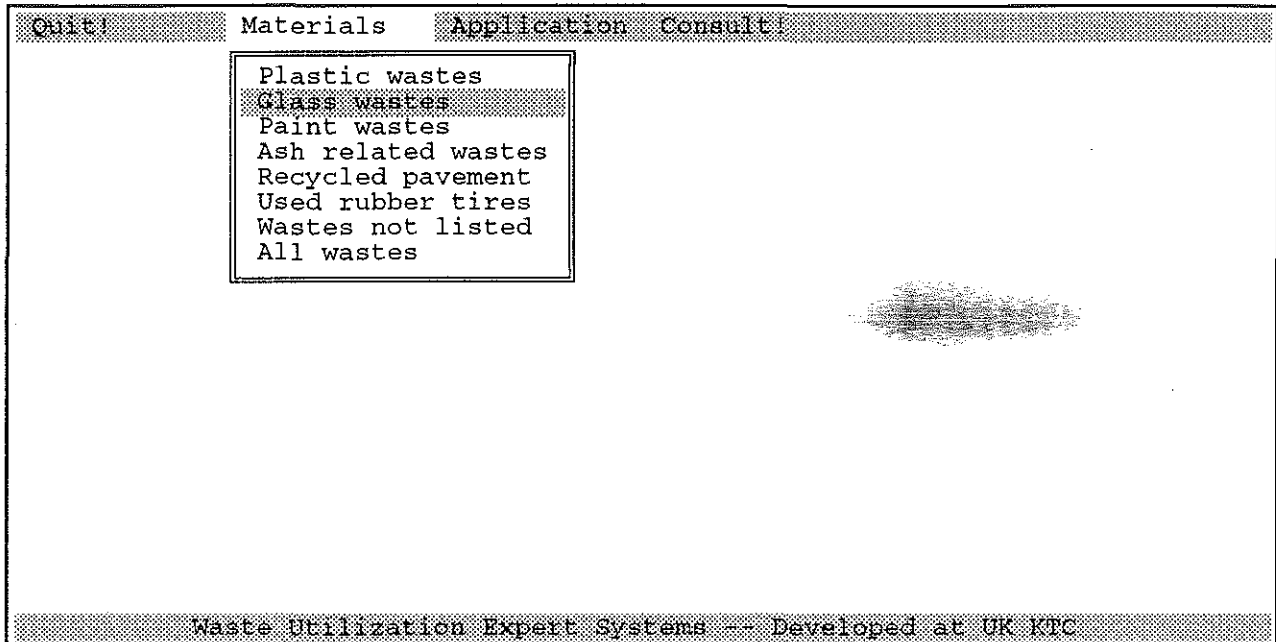 Quit! Materials Application Consult!
Plastic wastes
Glass wastes
Paint wastes
Ash related wastes
Recycled pavement
Used rubber tires
Wastes not listed
All wastes
Waste Utilization Expert Systems -- Developed at UK KTC